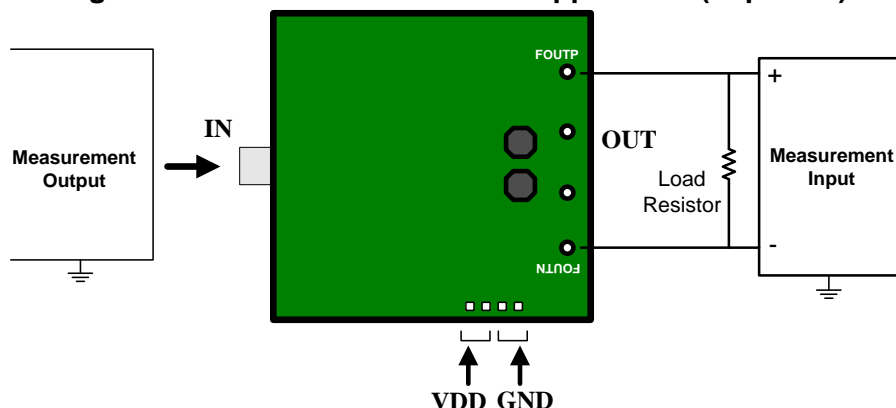 FOUTP
IN
OUT
Measurement
Output
Load
Resistor
+
Measurement
Input
-
FOUTN
VDD GND